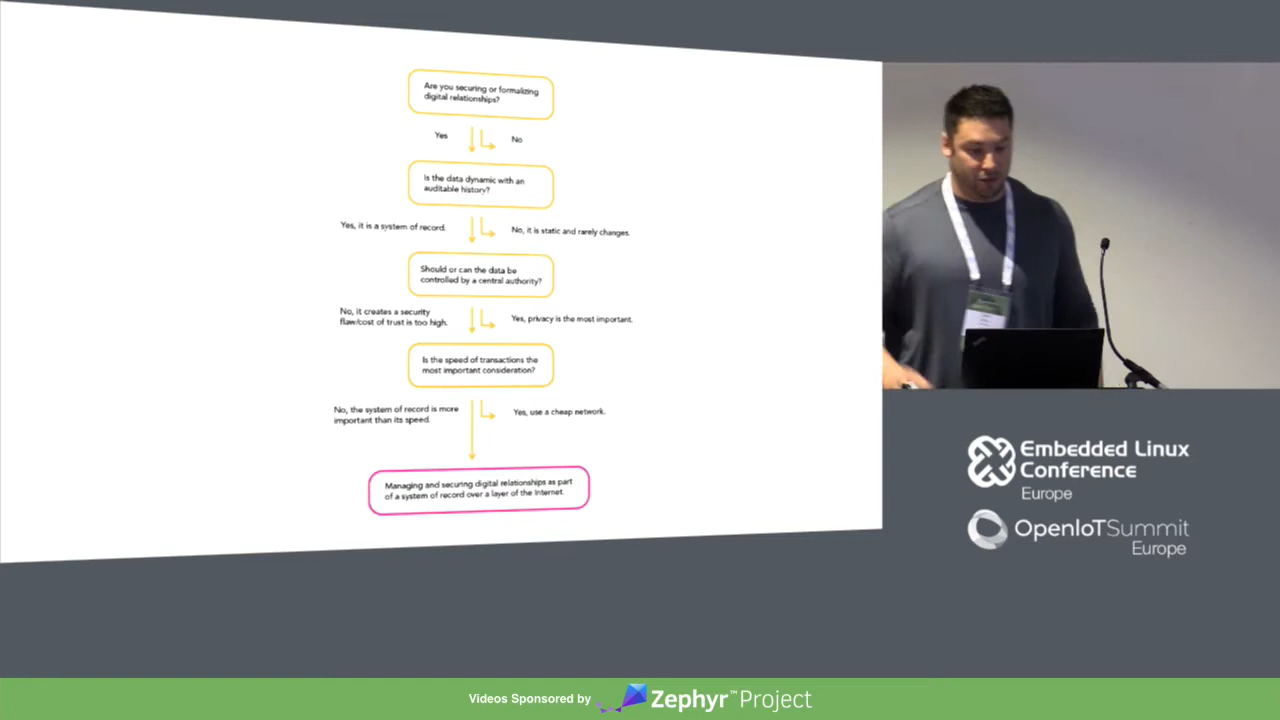 Are you securing or formalizing
digital relationships?
Yes
No
Is the data dynamic with an
auditable history?
Yes, it is a system of record.
No, it is static and rarely changes.
Should or can the data be
controlled by a central authority?
No, it creates a security
flaw/cost of trust is too high.
Yes, privacy is the most important.
Is the speed of transactions the
most important consideration?
No, the system of record is more
important than its speed.
Yes, use a cheap network.
Managing and securing digital relationships as part
of a system of record over a layer of the Internet.
Embedded Linux
Conference
Europe
OpenIoTSummit
Europe
Videos Sponsored by
Zephyr™Project